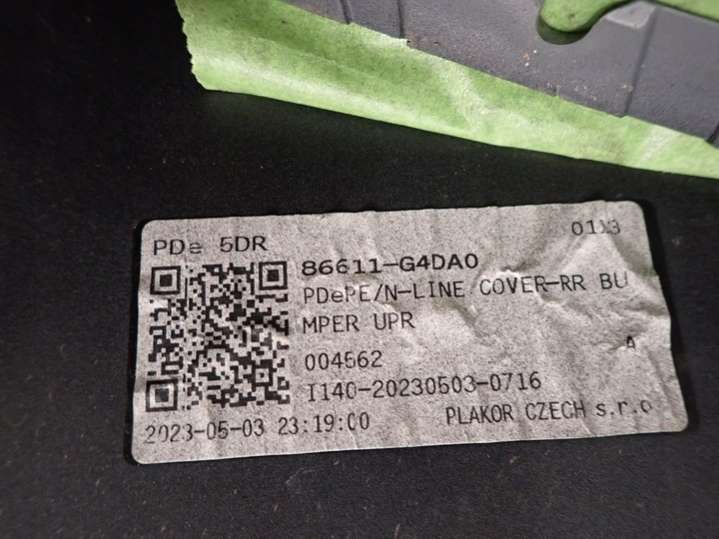 PDe 5DR
86611-G4DA0
PDePE/N-LINE COVER-RR BU
MPER UPR
A
004562
I140-20230503-0716
2023-05-03 23:19:00
PLAKOR CZECH s.r.o